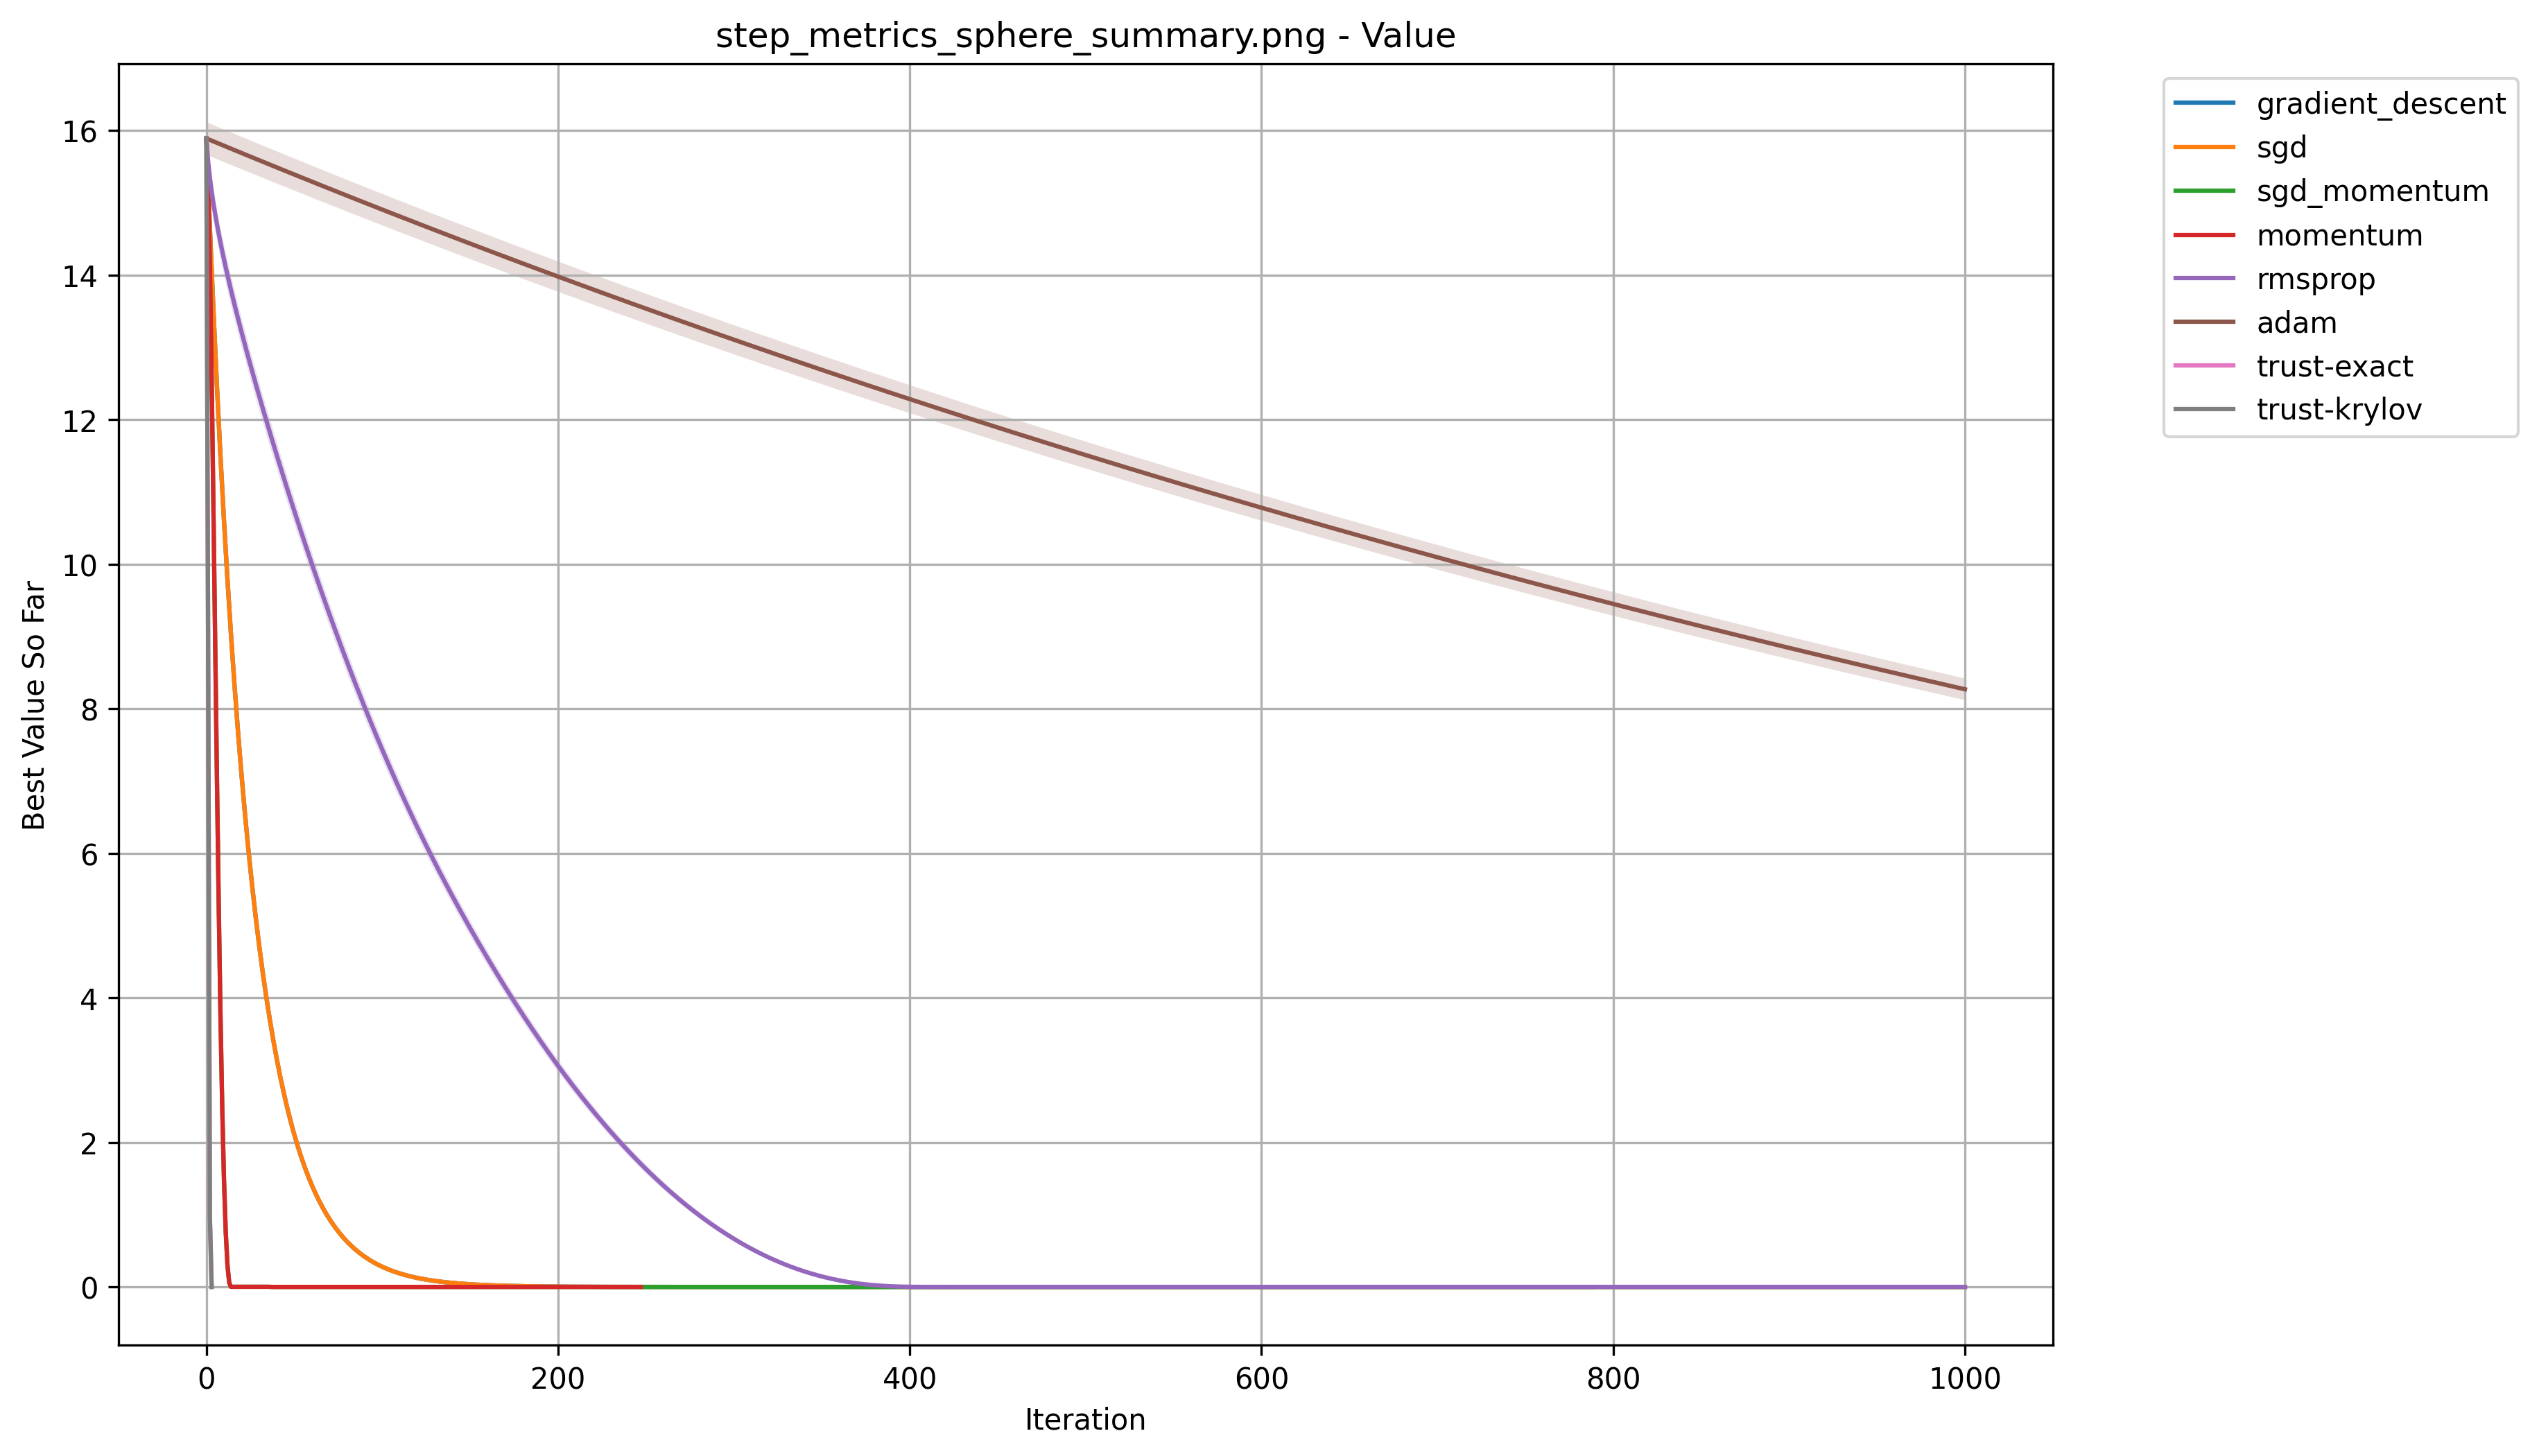 step_metrics_sphere_summary.png - Value
gradient_descent
sgd
sgd_momentum
momentum
rmsprop
adam
trust-exact
trust-krylov
Best Value So Far
16
14
12
10
8
6
4
2
0
0 200 400 600 800 1000
Iteration